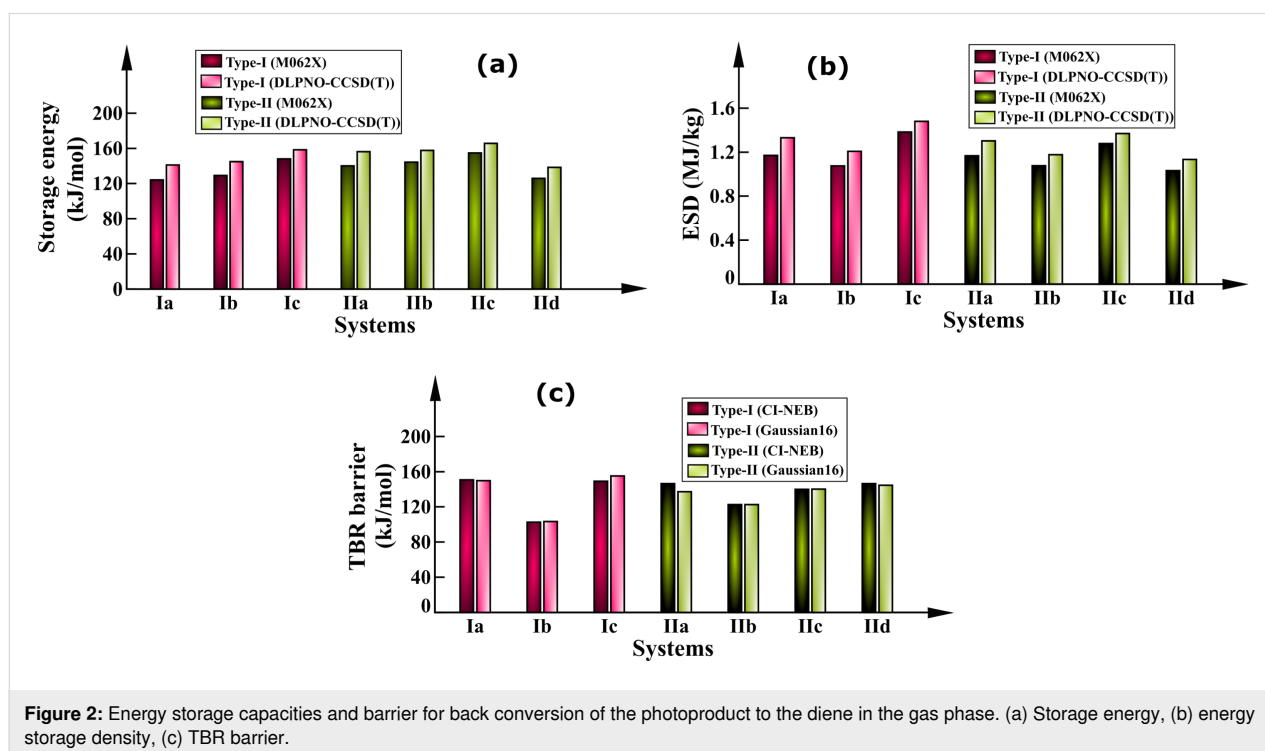 (a)
Type-I (M062X)
Type-I (DLPNO-CCSD(T))
Type-II (M062X)
Type-II (DLPNO-CCSD(T))
Storage energy
(kJ/mol)
200
160
120
80
40
0
Ia Ib Ic IIa IIb IIc IId
Systems
(b)
Type-I (M062X)
Type-I (DLPNO-CCSD(T))
Type-II (M062X)
Type-II (DLPNO-CCSD(T))
ESD (MJ/kg)
1.6
1.2
0.8
0.4
0
Ia Ib Ic IIa IIb IIc IId
Systems
(c)
Type-I (CI-NEB)
Type-I (Gaussian16)
Type-II (CI-NEB)
Type-II (Gaussian16)
TBR barrier
(kJ/mol)
200
160
120
80
40
0
Ia Ib Ic IIa IIb IIc IId
Systems
Figure 2: Energy storage capacities and barrier for back conversion of the photoproduct to the diene in the gas phase. (a) Storage energy, (b) energy
storage density, (c) TBR barrier.